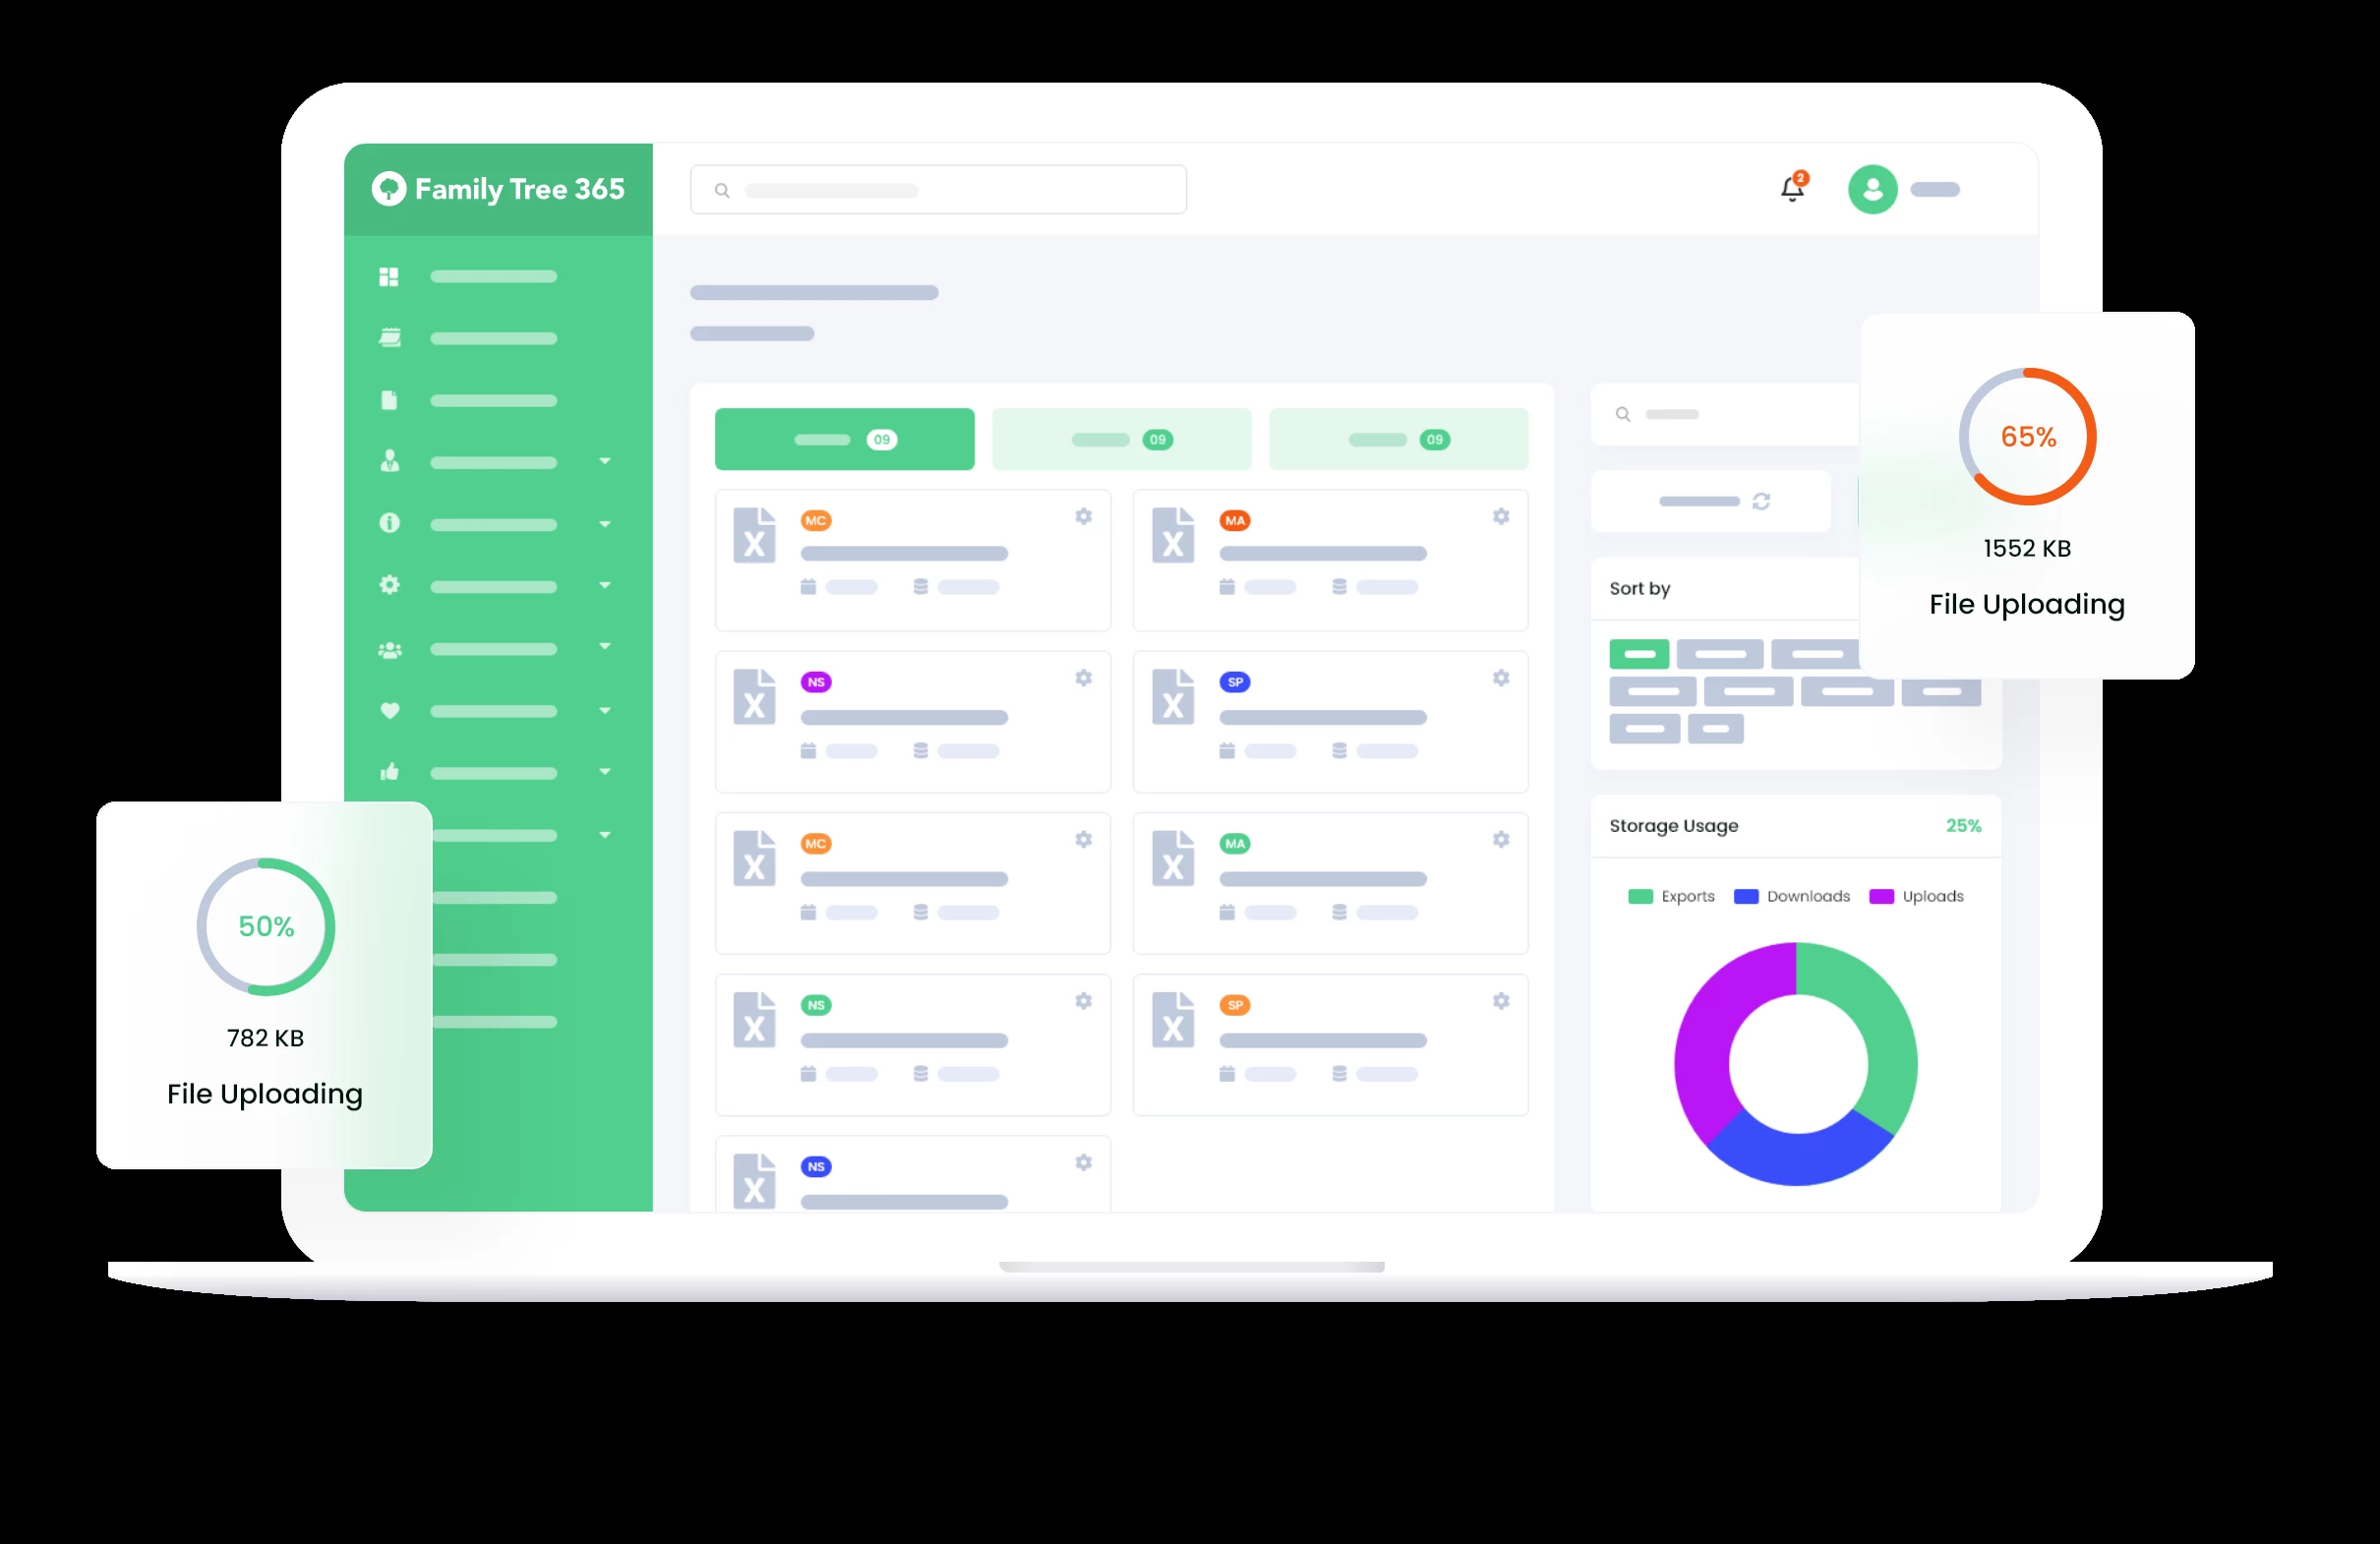 Family Tree 365
2
09
09
09
MC
MA
NS
SP
MC
MA
NS
SP
NS
65%
1552 KB
File Uploading
Sort by
Storage Usage 25%
Exports Downloads Uploads
50%
782 KB
File Uploading